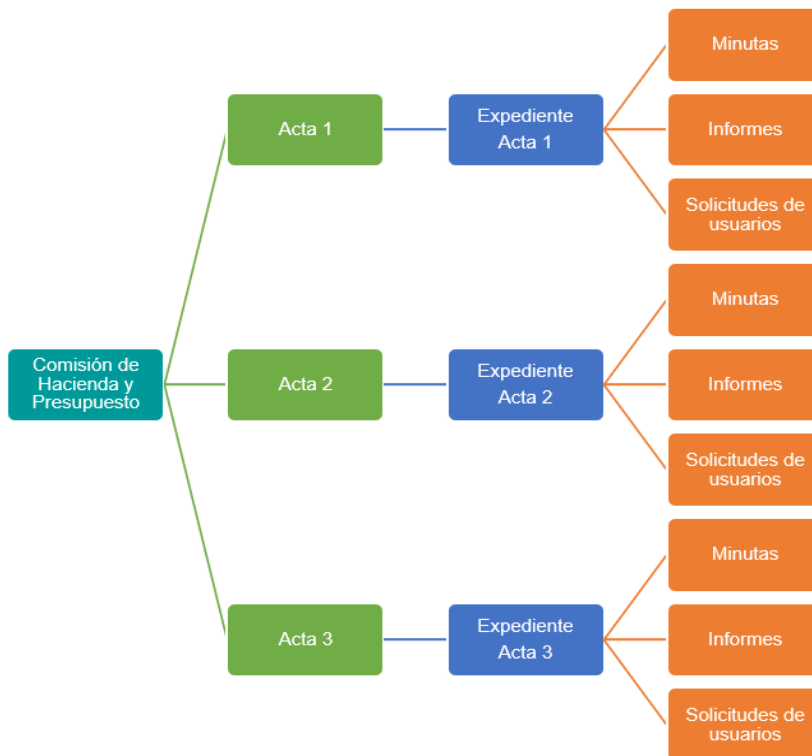 Comisión de
Hacienda y
Presupuesto
Acta 1
Expediente
Acta 1
Minutas
Informes
Solicitudes de
usuarios
Acta 2
Expediente
Acta 2
Minutas
Informes
Solicitudes de
usuarios
Acta 3
Expediente
Acta 3
Minutas
Informes
Solicitudes de
usuarios